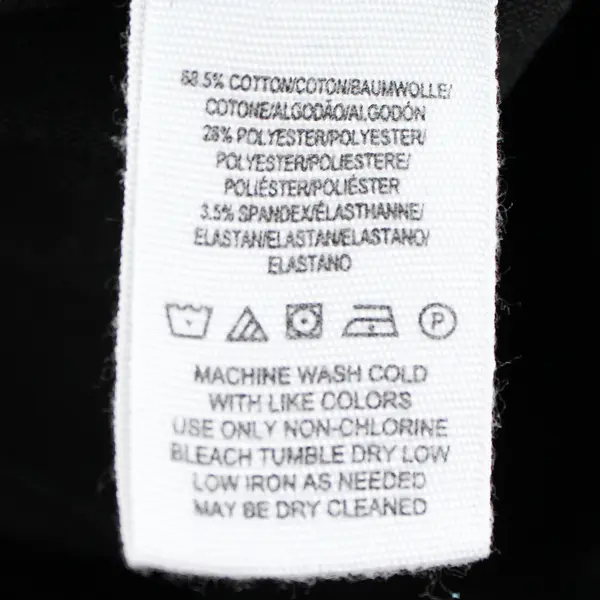 68.5% COTTON/COTON/BAUMWOLLE/
COTONE/ALGODÃO/ALGODÓN
28% POLYESTER/POLYESTER/
POLYESTER/POLIESTERE/
POLIÉSTER/POLIÉSTER
3.5% SPANDEX/ÉLASTHANNE/
ELASTAN/ELASTAN/ELASTANO/
ELASTANO
P
MACHINE WASH COLD
WITH LIKE COLORS
USE ONLY NON-CHLORINE
BLEACH TUMBLE DRY LOW
LOW IRON AS NEEDED
MAY BE DRY CLEANED